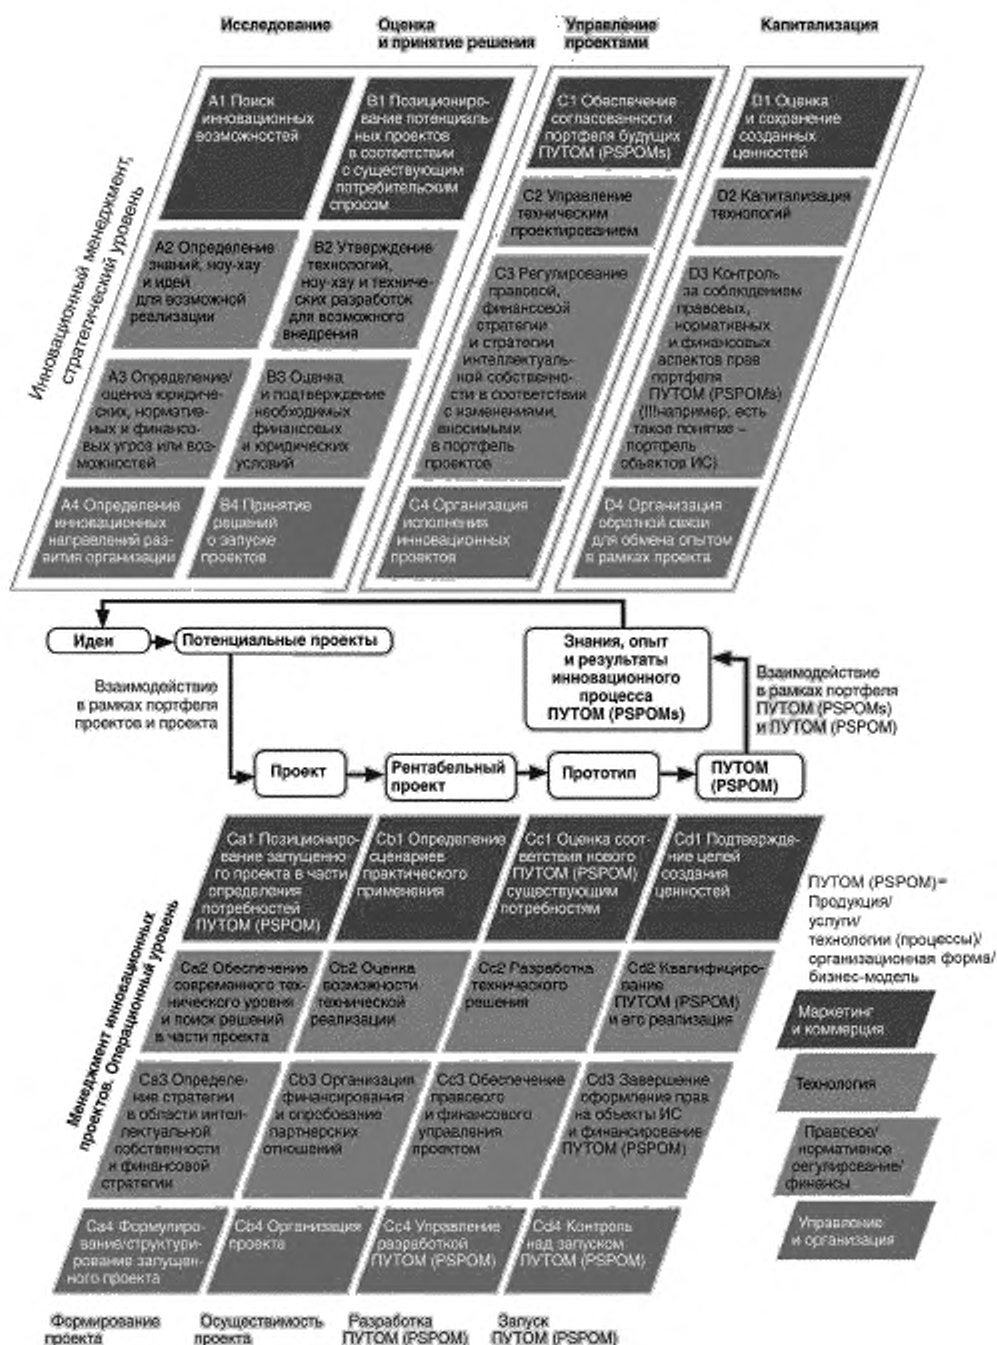 Исследование
Оценка
и принятие решения
Управление
проектами
Капитализация
Инновационный менеджмент,
стратегический уровень
A1 Поиск
инновационных
возможностей
B1 Позициониро-
вание потенциаль-
ных проектов
в соответствии
с существующим
потребительским
спросом
C1 Обеспечение
согласованности
портфеля будущих
ПУТОМ (PSPOMs)
D1 Оценка
и сохранение
созданных
ценностей
C2 Управление
техническим
проектированием
D2 Капитализация
технологий
A2 Определение
знаний, ноу-хау
и идей
для возможной
реализации
B2 Утверждение
технологий,
ноу-хау и техниче-
ских разработок
для возможного
внедрения
C3 Регулирование
правовой,
финансовой
стратегии
и стратегии
интеллектуаль-
ной собственно-
сти в соответствии
с изменениями,
вносимыми
в портфель
проектов
D3 Контроль
за соблюдением
правовых,
нормативных
и финансовых
аспектов прав
портфеля
ПУТОМ (PSPOMs)
(!!!например, есть
такое понятие –
портфель
объектов ИС)
A3 Определение/
оценка юридиче-
ских, норматив-
ных и финансо-
вых угроз или воз-
можностей
B3 Оценка
и подтверждение
необходимых
финансовых
и юридических
условий
A4 Определение
инновационных
направлений раз-
вития организации
B4 Принятие
решений
о запуске
проектов
C4 Организация
исполнения
инновационных
проектов
D4 Организация
обратной связи
для обмена опытом
в рамках проекта
Идеи
Потенциальные проекты
Знания, опыт
и результаты
инновационного
процесса
ПУТОМ (PSPOMs)
Взаимодействие
в рамках портфеля
проектов и проекта
Взаимодействие
в рамках портфеля
ПУТОМ (PSPOMs)
и ПУТОМ (PSPOM)
Проект
Рентабельный
проект
Прототип
ПУТОМ
(PSPOM)
Менеджмент инновационных
проектов. Операционный уровень
Ca1 Позициониро-
вание запущенно-
го проекта в части
определения
потребностей
ПУТОМ (PSPOM)
Cb1 Определение
сценариев
практического
применения
Cc1 Оценка соот-
ветствия нового
ПУТОМ (PSPOM)
существующим
потребностям
Cd1 Подтвержде-
ние целей
создания
ценностей
Ca2 Обеспечение
современного тех-
нического уровня
и поиск решений
в части проекта
Cb2 Оценка
возможности
технической
реализации
Cc2 Разработка
технического
решения
Cd2 Квалифициро-
вание
ПУТОМ (PSPOM)
и его реализация
Ca3 Определе-
ние стратегии
в области интел-
лектуальной
собственности
и финансовой
стратегии
Cb3 Организация
финансирования
и опробование
партнерских
отношений
Cc3 Обеспечение
правового
и финансового
управления
проектом
Cd3 Завершение
оформления прав
на объекты ИС
и финансирование
ПУТОМ (PSPOM)
Ca4 Формулиро-
вание/структури-
рование запущен-
ного проекта
Cb4 Организация
проекта
Cc4 Управление
разработкой
ПУТОМ (PSPOM)
Cd4 Контроль
над запуском
ПУТОМ (PSPOM)
Формирование
проекта
Осуществимость
проекта
Разработка
ПУТОМ (PSPOM)
Запуск
ПУТОМ (PSPOM)
ПУТОМ (PSPOM)=
Продукция/
услуги/
технологии (процессы)/
организационная форма/
бизнес-модель
Маркетинг
и коммерция
Технология
Правовое/
нормативное
регулирование/
финансы
Управление
и организация